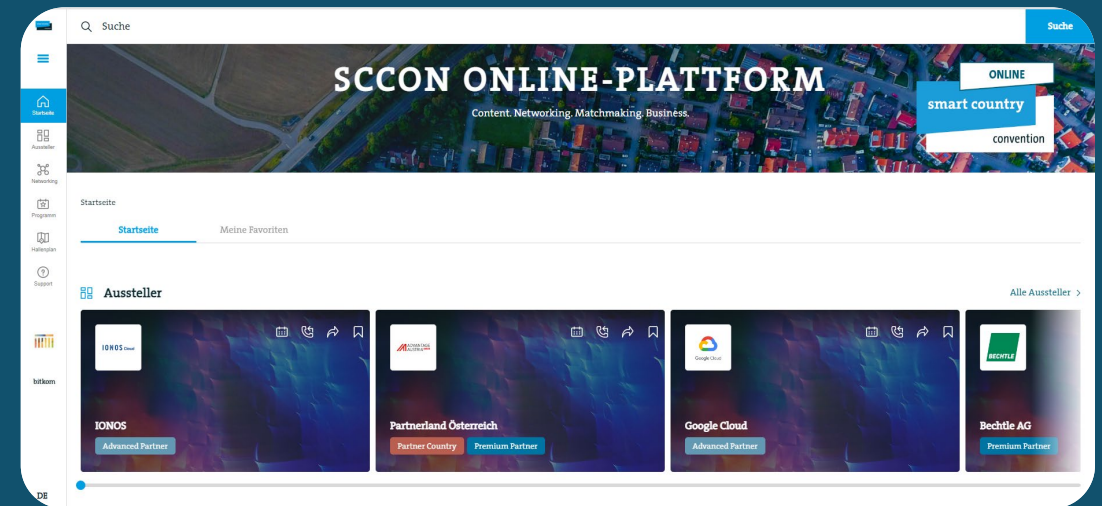 Suche
Suche
Startseite
Aussteller
Networking
Programm
Hallenplan
Support
bitkom
DE
SCCON ONLINE-PLATTFORM
Content. Networking. Matchmaking. Business.
ONLINE
smart country
convention
Startseite
Startseite
Meine Favoriten
Aussteller
Alle Aussteller >
IONOS Cloud
IONOS
Advanced Partner
ADVANTAGE
AUSTRIA
Partnerland Österreich
Partner Country
Premium Partner
Google Cloud
Google Cloud
Advanced Partner
BECHTLE
Bechtle AG
Premium Partner